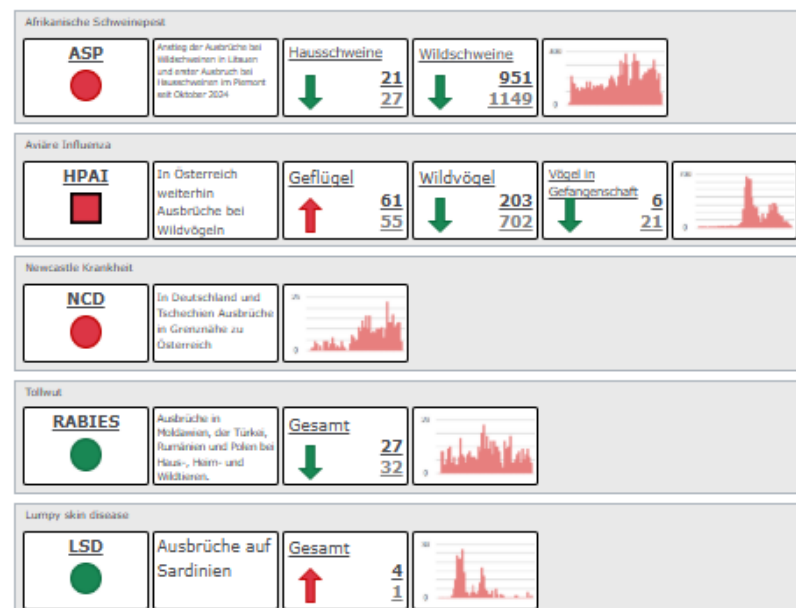 Afrikanische Schweinepest
ASP
Anstieg der Ausbrüche bei
Wildschweinen in Litauen
und erster Ausbruch bei
Hausschweinen im Piemont
seit Oktober 2024
Hausschweine
21
27
Wildschweine
951
1149
400
0
Aviäre Influenza
HPAI
In Österreich
weiterhin
Ausbrüche bei
Wildvögeln
Geflügel
61
55
Wildvögel
203
702
Vögel in
Gefangenschaft
6
21
0
Newcastle Krankheit
NCD
In Deutschland und
Tschechien Ausbrüche
in Grenznähe zu
Österreich
25
0
Tollwut
RABIES
Ausbrüche in
Moldawien, der Türkei,
Rumänien und Polen bei
Haus-, Heim- und
Wildtieren.
Gesamt
27
32
0
Lumpy skin disease
LSD
Ausbrüche auf
Sardinien
Gesamt
4
1
0